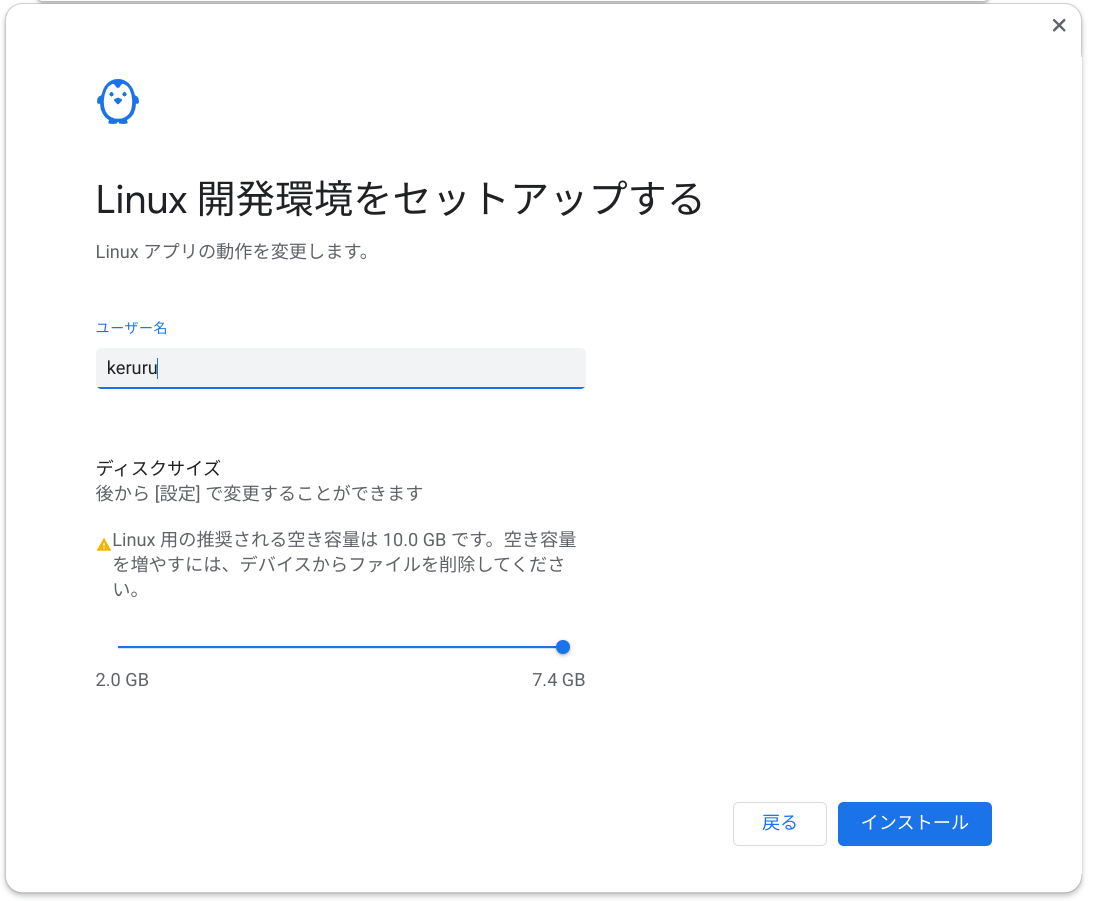 Linux 開発環境をセットアップする
Linux アプリの動作を変更します。
ユーザー名
keruru
ディスクサイズ
後から [設定] で変更することができます
Linux 用の推奨される空き容量は 10.0 GB です。空き容量
を増やすには、デバイスからファイルを削除してくださ
い。
2.0 GB
7.4 GB
戻る
インストール